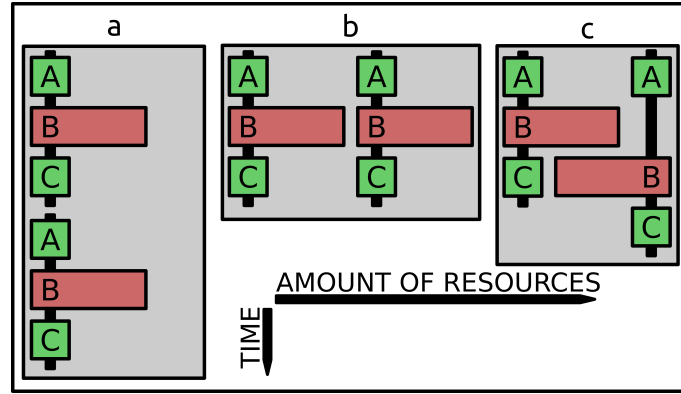 a b c
A A A A
B B B
C C C B
A C
B
C
AMOUNT OF RESOURCES
TIME